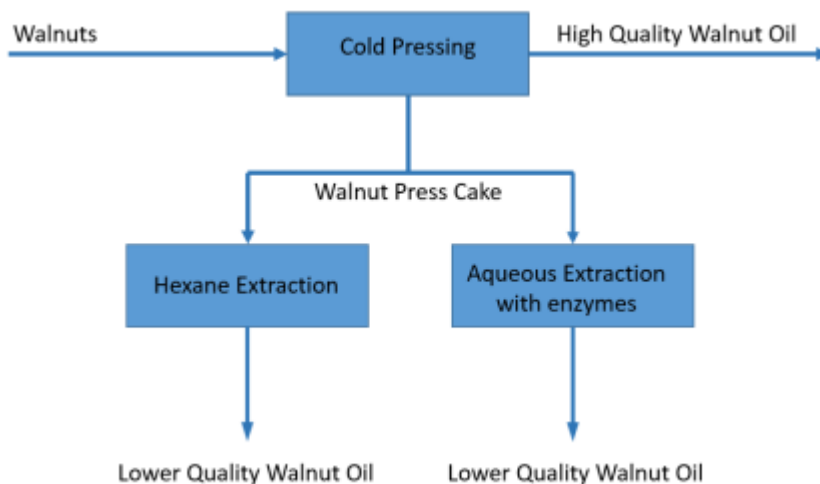 Walnuts
Cold Pressing
High Quality Walnut Oil
Walnut Press Cake
Hexane Extraction
Aqueous Extraction
with enzymes
Lower Quality Walnut Oil
Lower Quality Walnut Oil